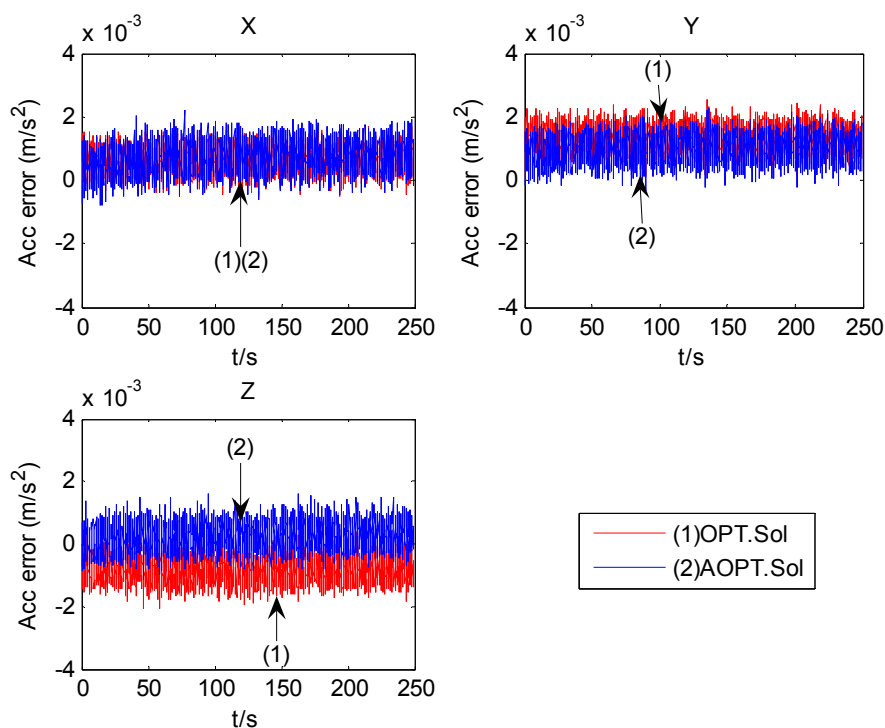 x 10-3
X
4
2
0
-2
-4
Acc error (m/s2)
(1)(2)
0 50 100 150 200 250
t/s
x 10-3
Y
4
2
0
-2
-4
Acc error (m/s2)
(1)
(2)
0 50 100 150 200 250
t/s
x 10-3
Z
4
2
0
-2
-4
Acc error (m/s2)
(2)
(1)
0 50 100 150 200 250
t/s
(1)OPT.Sol
(2)AOPT.Sol